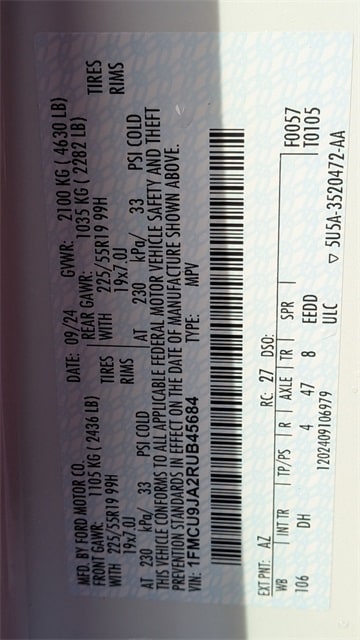 MFD. BY FORD MOTOR CO.
DATE: 09/24 GVWR: 2100 KG ( 4630 LB)
FRONT GAWR: 1105 KG ( 2436 LB) REAR GAWR: 1035 KG ( 2282 LB)
WITH 225/55R19 99H TIRES WITH 225/55R19 99H TIRES
19x7.0J RIMS 19x7.0J RIMS
AT 230 kPa/ 33 PSI COLD AT 230 kPa/ 33 PSI COLD
THIS VEHICLE CONFORMS TO ALL APPLICABLE FEDERAL MOTOR VEHICLE SAFETY AND THEFT
PREVENTION STANDARDS IN EFFECT ON THE DATE OF MANUFACTURE SHOWN ABOVE.
VIN: 1FMCU9JA2RUB45684 TYPE: MPV
EXT PNT: AZ RC: 27 DSO: F0057
WB INT TR TP/PS R AXLE TR SPR T0105
106 DH 4 47 8 EEDD
1202409106979 ULC ▽ 5U5A-3520472-AA